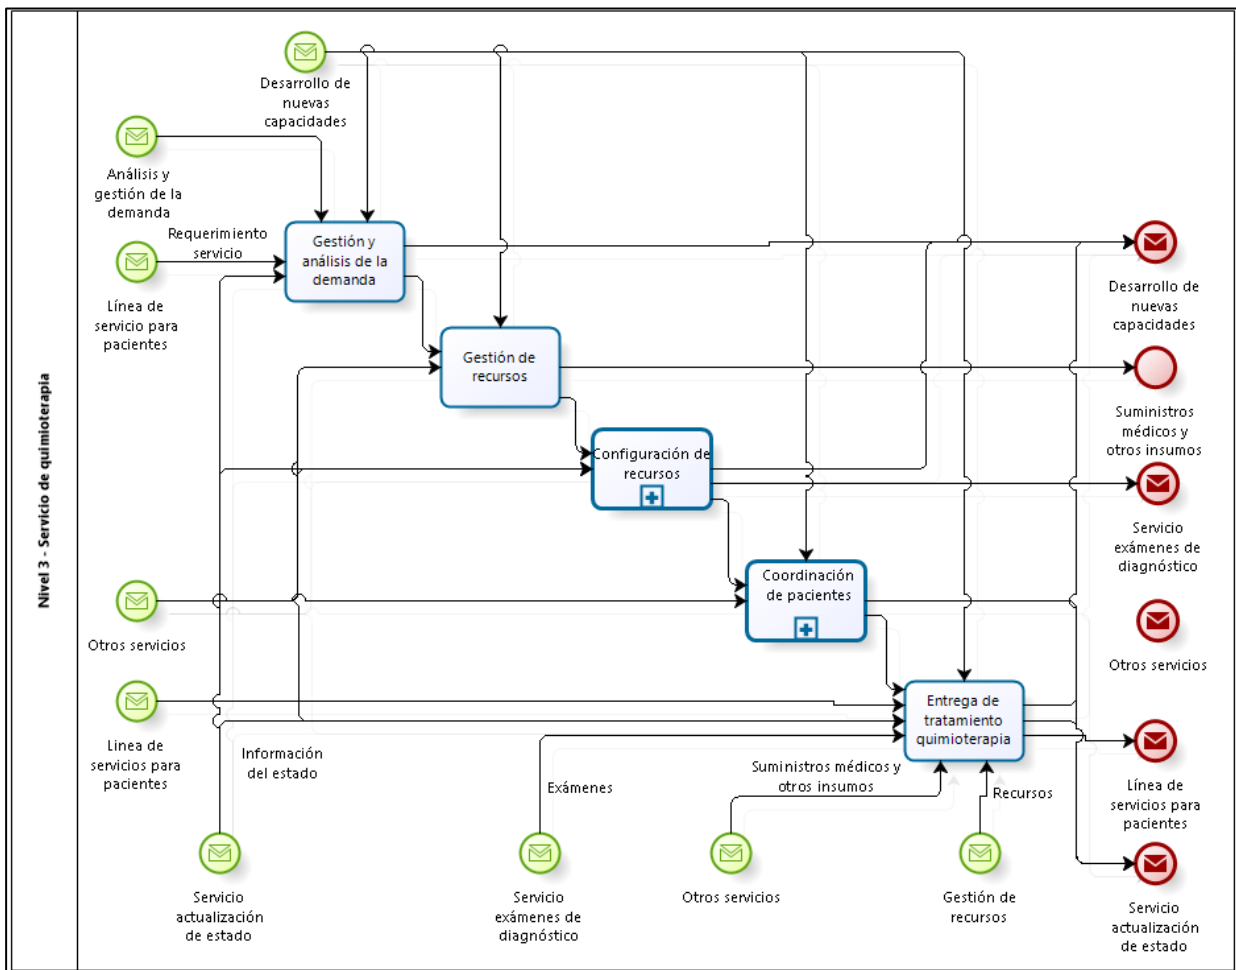 Nivel 3 - Servicio de quimioterapia
Desarrollo de
nuevas
capacidades
Análisis y
gestión de la
demanda
Requerimiento
servicio
Línea de
servicio para
pacientes
Gestión y
análisis de la
demanda
Desarrollo de
nuevas
capacidades
Gestión de
recursos
Suministros
médicos y
otros insumos
Configuración de
recursos
Servicio
exámenes de
diagnóstico
Coordinación
de pacientes
Otros servicios
Otros servicios
Linea de
servicios para
pacientes
Información
del estado
Entrega de
tratamiento
quimioterapia
Suministros médicos y
otros insumos
Exámenes
Recursos
Línea de
servicios para
pacientes
Servicio
actualización
de estado
Servicio
exámenes de
diagnóstico
Otros servicios
Gestión de
recursos
Servicio
actualización
de estado